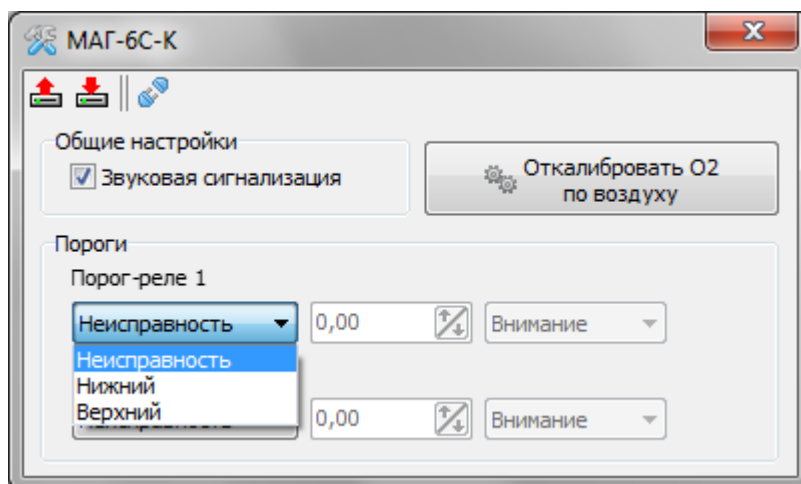 МАГ-6С-К
Общие настройки
Звуковая сигнализация
Откалибровать О2
по воздуху
Пороги
Порог-реле 1
Неисправность
0,00
Внимание
Неисправность
Нижний
Верхний
0,00
Внимание